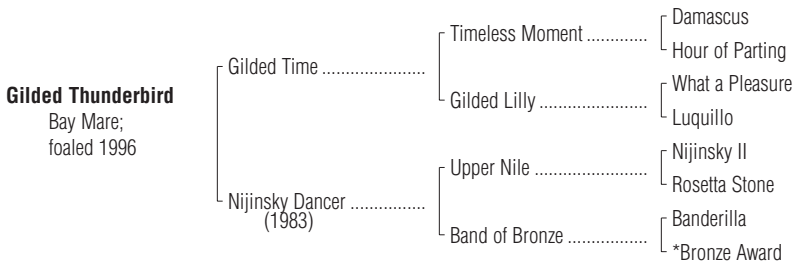 Damascus
Timeless Moment .............
Hour of Parting
Gilded Time ......................
What a Pleasure
Gilded Lilly .......................
Luquillo
Gilded Thunderbird
Bay Mare;
foaled 1996
Nijinsky II
Upper Nile ........................
Rosetta Stone
Nijinsky Dancer ................
(1983)
Banderilla
Band of Bronze .................
*Bronze Award